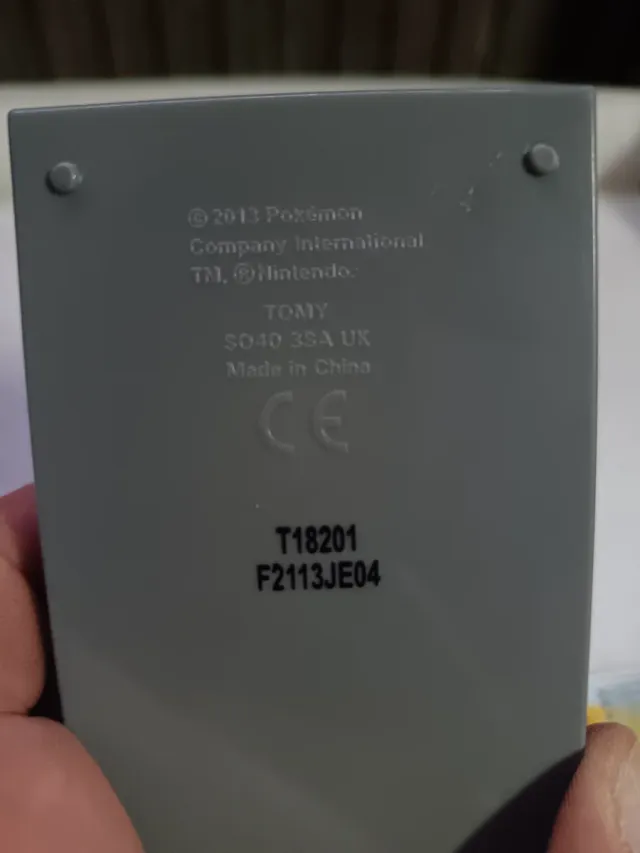 © 2013 Pokémon
Company International
TM, ® Nintendo.
TOMY
SO40 3SA UK
Made in China
CE
T18201
F2113JE04